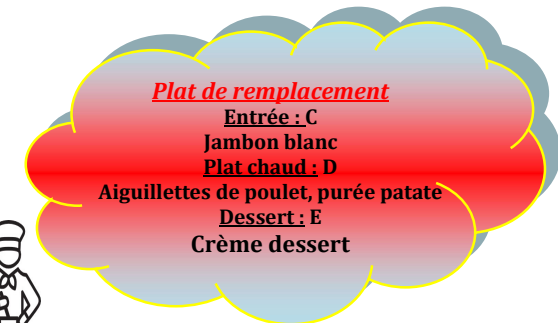 Plat de remplacement
Entrée : C
Jambon blanc
Plat chaud : D
Aiguillettes de poulet, purée patate
Dessert : E
Crème dessert